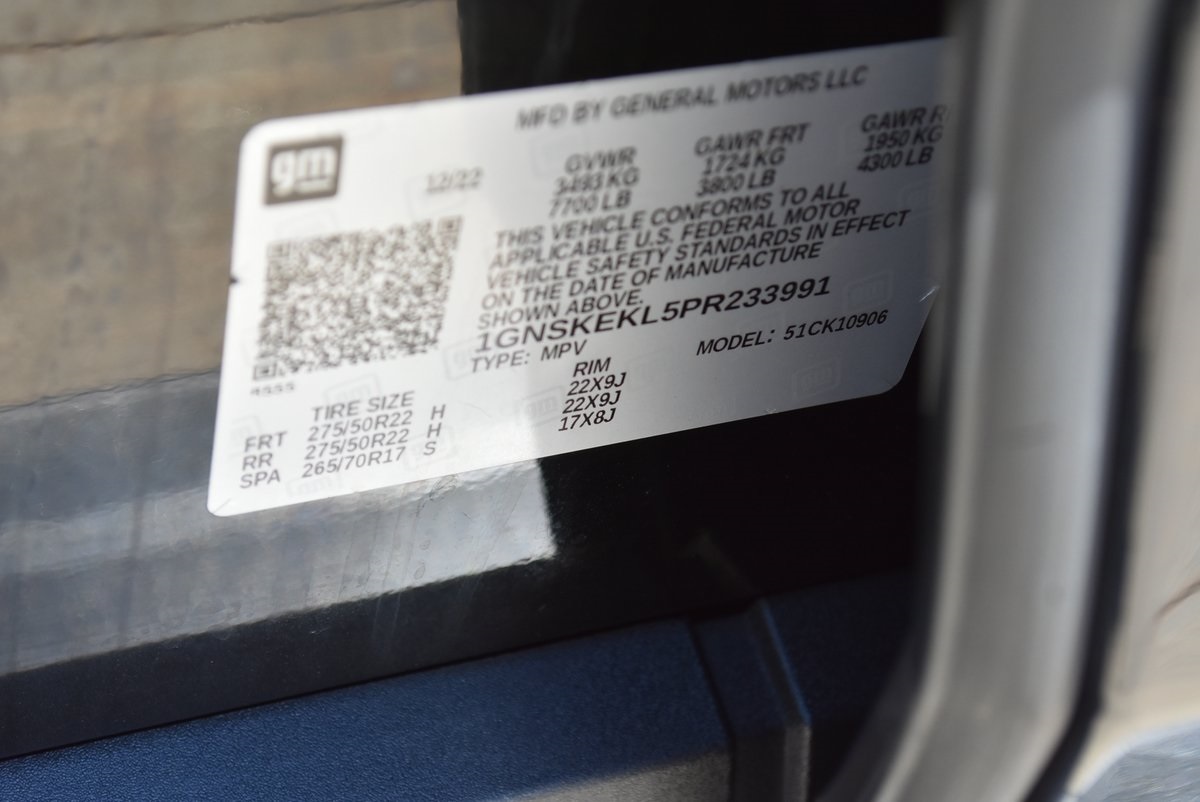 MFD BY GENERAL MOTORS LLC
gm
12/22
GVWR GAWR FRT GAWR R
3493 KG 1724 KG 1950 KG
7700 LB 3800 LB 4300 LB
THIS VEHICLE CONFORMS TO ALL
APPLICABLE U.S. FEDERAL MOTOR
VEHICLE SAFETY STANDARDS IN EFFECT
ON THE DATE OF MANUFACTURE
SHOWN ABOVE.
1GNSKEKL5PR233991
TYPE: MPV MODEL: 51CK10906
TIRE SIZE RIM
FRT 275/50R22 H 22X9J
RR 275/50R22 H 22X9J
SPA 265/70R17 S 17X8J